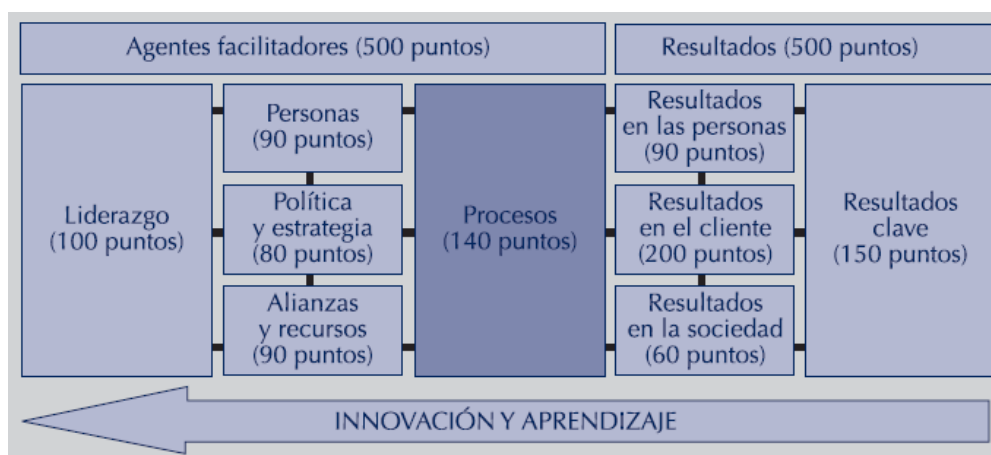 Agentes facilitadores (500 puntos)
Resultados (500 puntos)
Liderazgo
(100 puntos)
Personas
(90 puntos)
Política
y estrategia
(80 puntos)
Alianzas
y recursos
(90 puntos)
Procesos
(140 puntos)
Resultados
en las personas
(90 puntos)
Resultados
en el cliente
(200 puntos)
Resultados
en la sociedad
(60 puntos)
Resultados
clave
(150 puntos)
INNOVACIÓN Y APRENDIZAJE